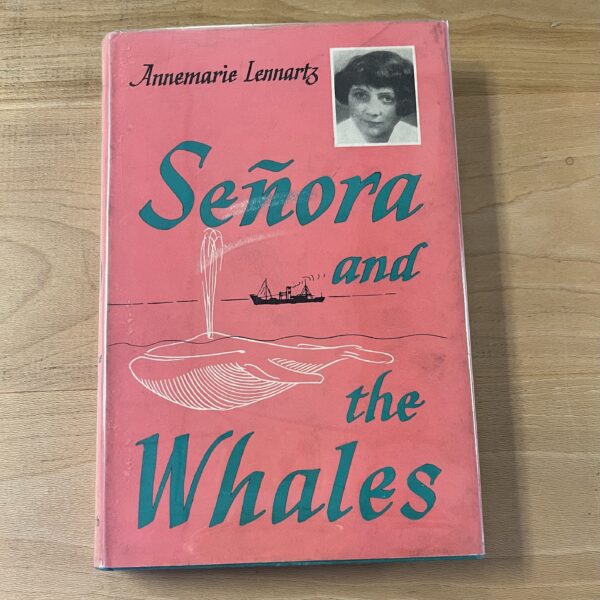 Annemarie Lennartz
Señora
and
the
Whales